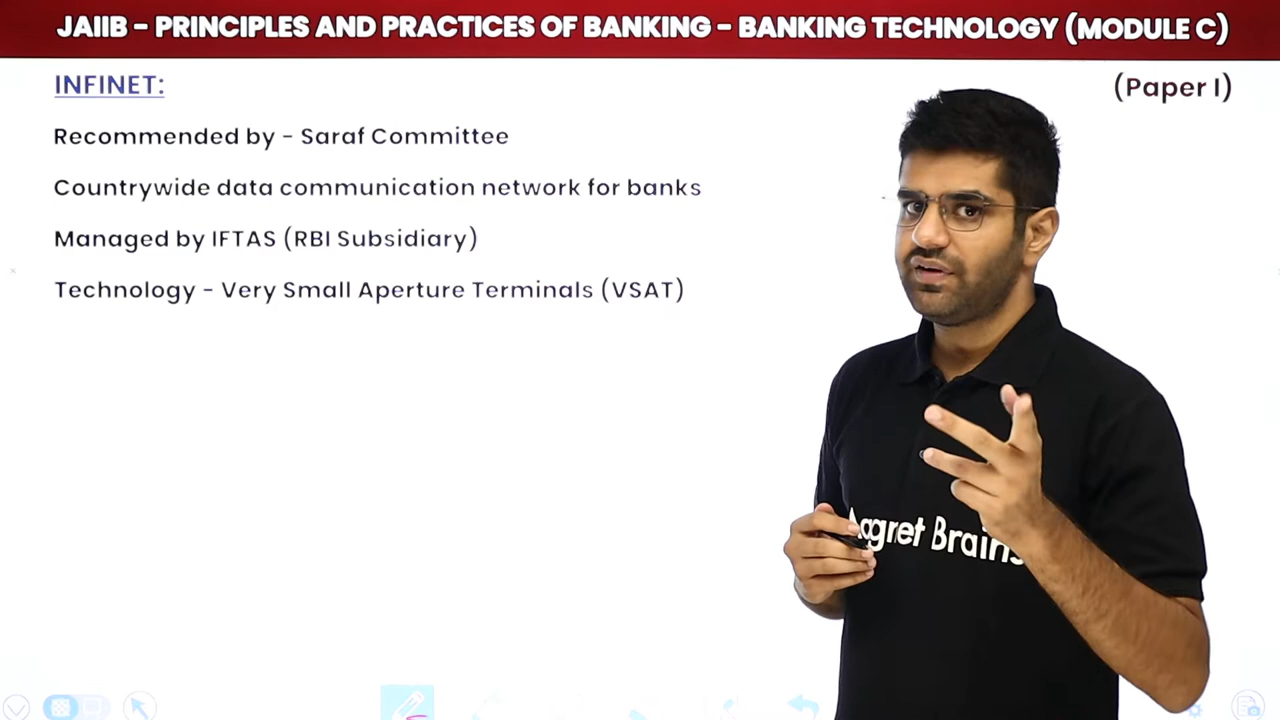 JAIIB - PRINCIPLES AND PRACTICES OF BANKING - BANKING TECHNOLOGY (MODULE C)
INFINET:
(Paper I)
Recommended by - Saraf Committee
Countrywide data communication network for banks
Managed by IFTAS (RBI Subsidiary)
Technology - Very Small Aperture Terminals (VSAT)
Brains